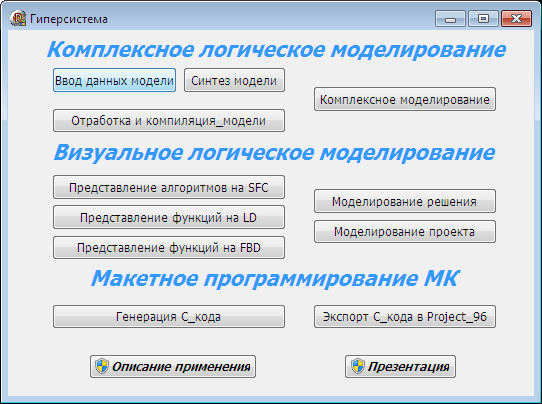 Гиперсистема
Комплексное логическое моделирование
Ввод данных модели Синтез модели
Комплексное моделирование
Отработка и компиляция_модели
Визуальное логическое моделирование
Представление алгоритмов на SFC
Моделирование решения
Представление функций на LD
Моделирование проекта
Представление функций на FBD
Макетное программирование МК
Генерация C_кода Экспорт C_кода в Project_96
Описание применения Презентация